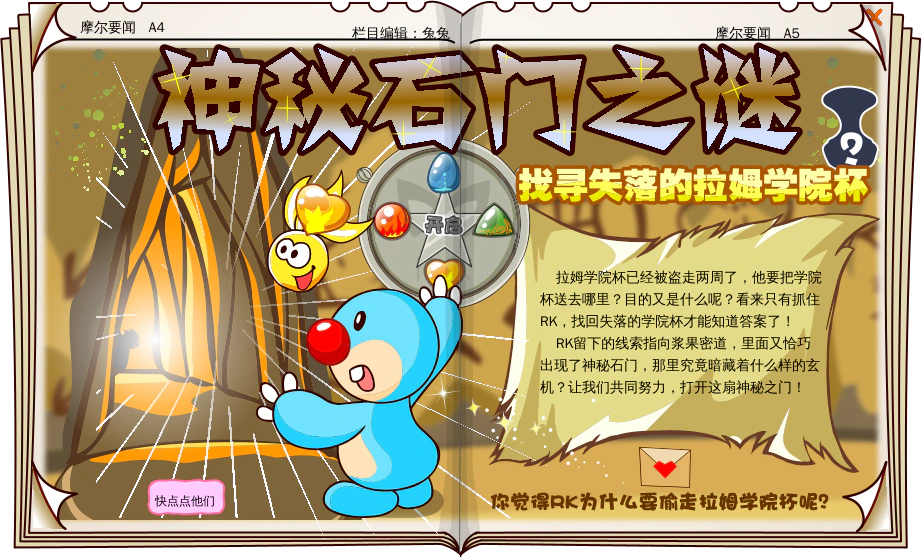 摩尔要闻 A4
栏目编辑：兔兔
摩尔要闻 A5
神秘石门之谜
?
找寻失落的拉姆学院杯
开启
拉姆学院杯已经被盗走两周了，他要把学院
杯送去哪里？目的又是什么呢？看来只有抓住
RK，找回失落的学院杯才能知道答案了！
RK留下的线索指向浆果密道，里面又恰巧
出现了神秘石门，那里究竟暗藏着什么样的玄
机？让我们共同努力，打开这扇神秘之门！
快点点他们
你觉得RK为什么要偷走拉姆学院杯呢？